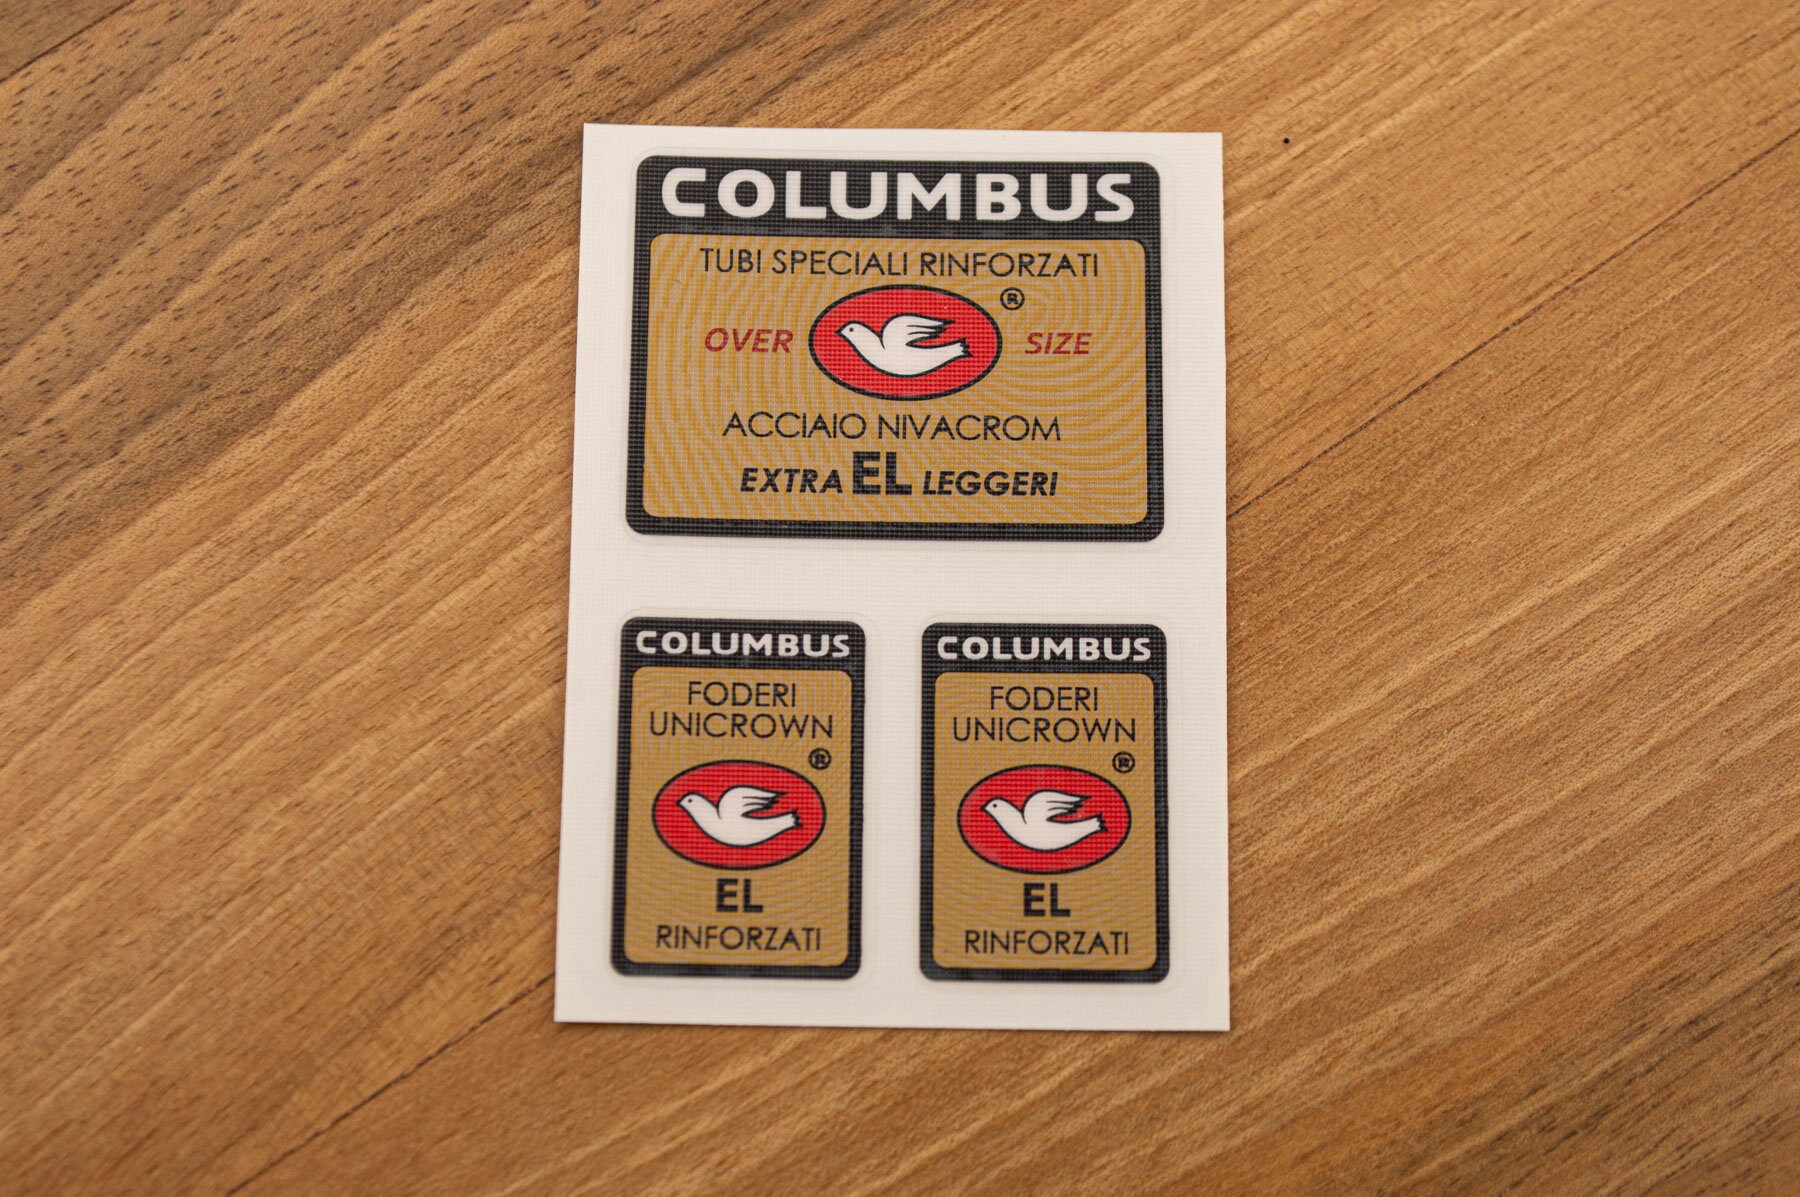 COLUMBUS
TUBI SPECIALI RINFORZATI
®
OVER SIZE
ACCIAIO NIVACROM
EXTRA EL LEGGERI
COLUMBUS
FODERI
UNICROWN
®
EL
RINFORZATI
COLUMBUS
FODERI
UNICROWN
®
EL
RINFORZATI